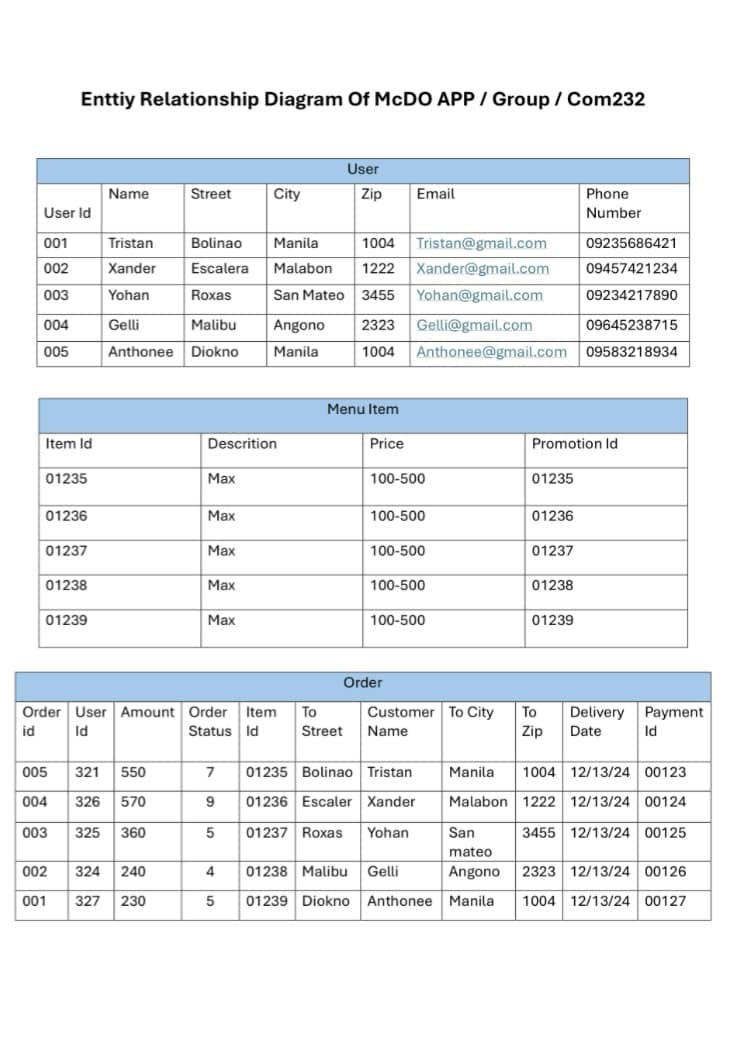 Enttiy Relationship Diagram Of McDO APP / Group / Com232
User
User Id Name Street City Zip Email Phone Number
001 Tristan Bolinao Manila 1004 Tristan@gmail.com 09235686421
002 Xander Escalera Malabon 1222 Xander@gmail.com 09457421234
003 Yohan Roxas San Mateo 3455 Yohan@gmail.com 09234217890
004 Gelli Malibu Angono 2323 Gelli@gmail.com 09645238715
005 Anthonee Diokno Manila 1004 Anthonee@gmail.com 09583218934
Menu Item
Item Id Descrition Price Promotion Id
01235 Max 100-500 01235
01236 Max 100-500 01236
01237 Max 100-500 01237
01238 Max 100-500 01238
01239 Max 100-500 01239
Order
Order id User Id Amount Order Status Item Id To Street Customer Name To City To Zip Delivery Date Payment Id
005 321 550 7 01235 Bolinao Tristan Manila 1004 12/13/24 00123
004 326 570 9 01236 Escaler Xander Malabon 1222 12/13/24 00124
003 325 360 5 01237 Roxas Yohan San mateo 3455 12/13/24 00125
002 324 240 4 01238 Malibu Gelli Angono 2323 12/13/24 00126
001 327 230 5 01239 Diokno Anthonee Manila 1004 12/13/24 00127